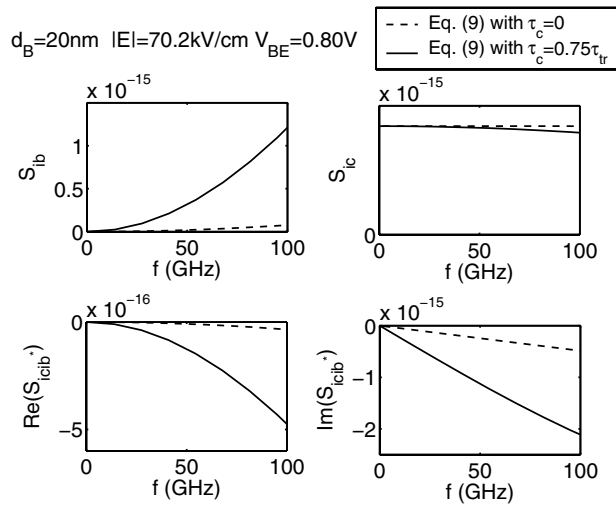 d_B=20nm |E|=70.2kV/cm V_BE=0.80V
Eq. (9) with τ_c=0
Eq. (9) with τ_c=0.75τ_tr
x 10^-15
1
0.5
0
S_ib
0 50 100
f (GHz)
x 10^-15
0
S_ic
0 50 100
f (GHz)
x 10^-16
0
-5
Re(S_icib*)
0 50 100
f (GHz)
x 10^-15
0
-1
-2
Im(S_icib*)
0 50 100
f (GHz)